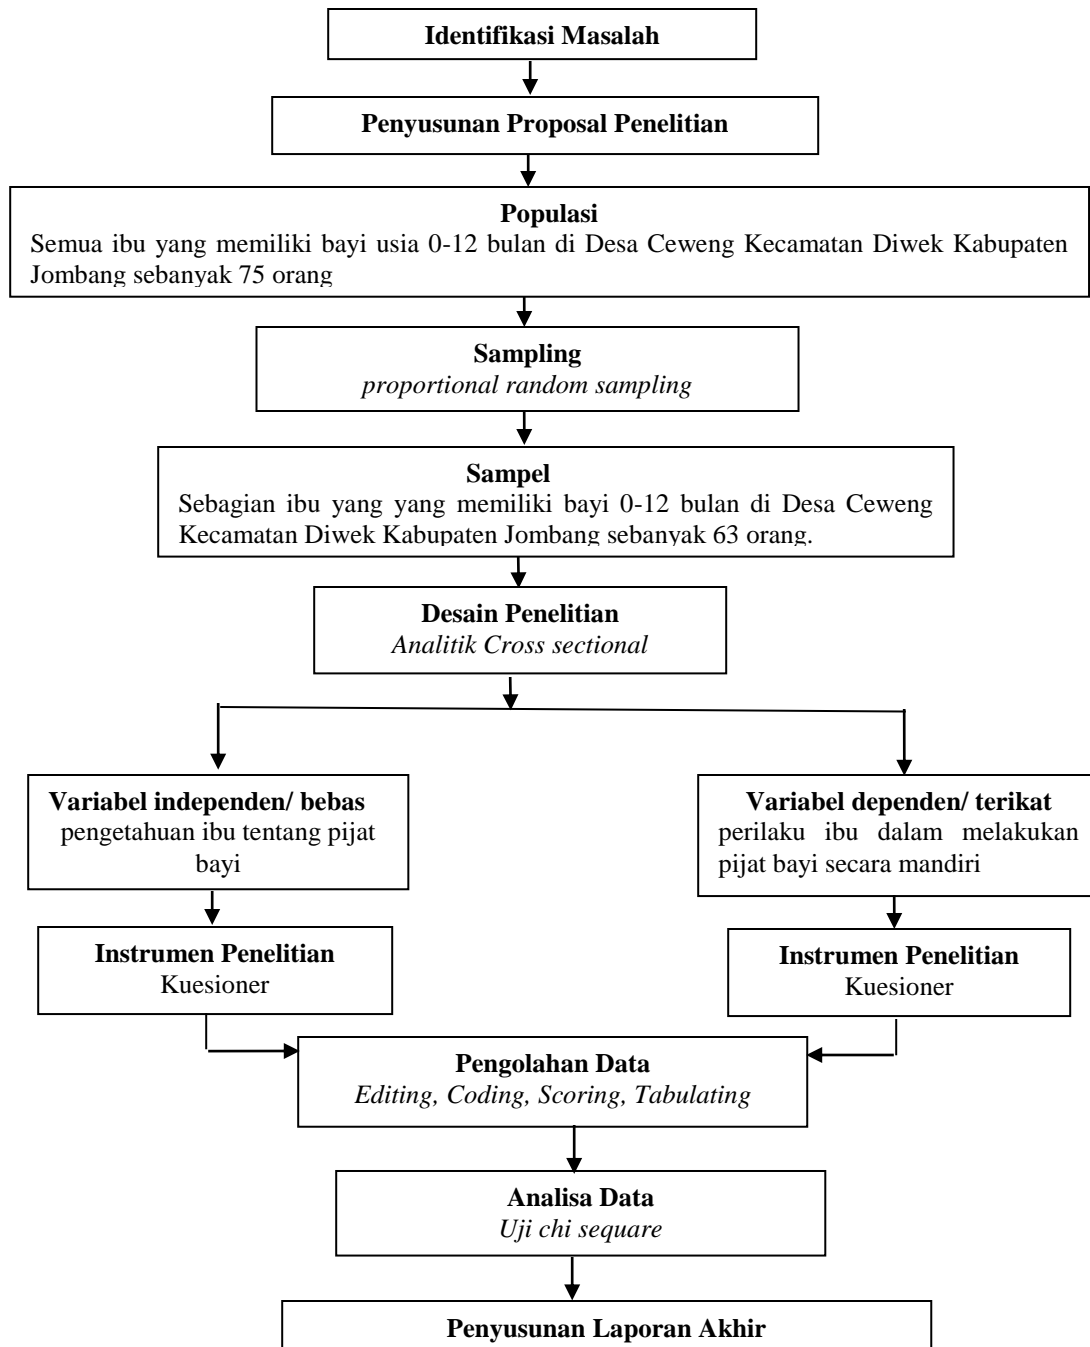 Identifikasi Masalah
Penyusunan Proposal Penelitian
Populasi
Semua ibu yang memiliki bayi usia 0-12 bulan di Desa Ceweng Kecamatan Diwek Kabupaten
Jombang sebanyak 75 orang
Sampling
proportional random sampling
Sampel
Sebagian ibu yang yang memiliki bayi 0-12 bulan di Desa Ceweng
Kecamatan Diwek Kabupaten Jombang sebanyak 63 orang.
Desain Penelitian
Analitik Cross sectional
Variabel independen/ bebas
pengetahuan ibu tentang pijat
bayi
Variabel dependen/ terikat
perilaku ibu dalam melakukan
pijat bayi secara mandiri
Instrumen Penelitian
Kuesioner
Instrumen Penelitian
Kuesioner
Pengolahan Data
Editing, Coding, Scoring, Tabulating
Analisa Data
Uji chi sequare
Penyusunan Laporan Akhir